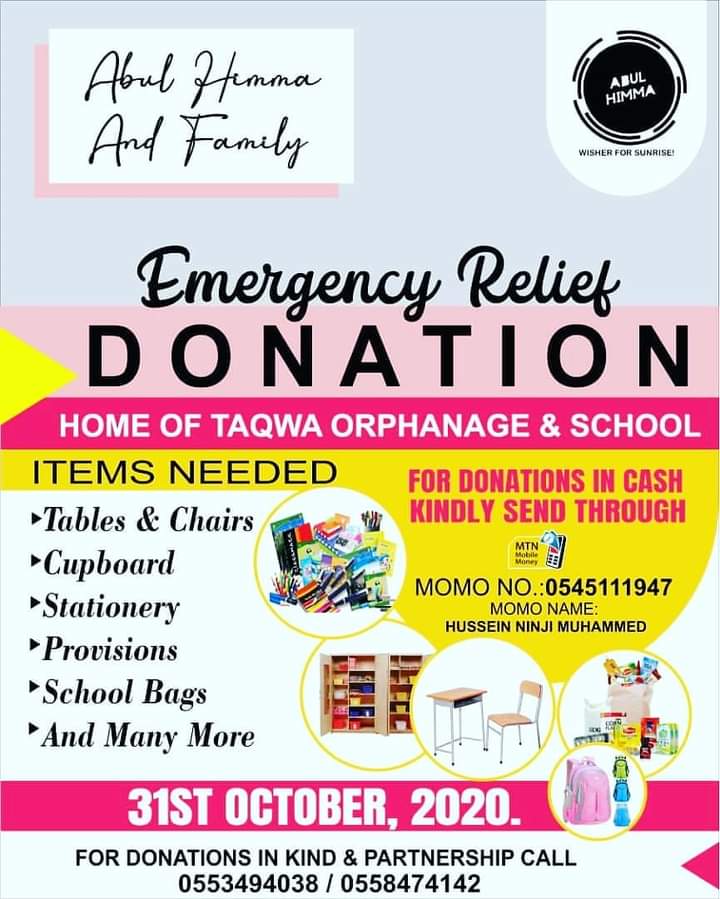 Abul Himma
And Family
ABUL
HIMMA
WISHER FOR SUNRISE!
Emergency Relief
DONATION
HOME OF TAQWA ORPHANAGE & SCHOOL
ITEMS NEEDED
Tables & Chairs
Cupboard
Stationery
Provisions
School Bags
And Many More
FOR DONATIONS IN CASH
KINDLY SEND THROUGH
MTN
Mobile
Money
MOMO NO.:0545111947
MOMO NAME:
HUSSEIN NINJI MUHAMMED
31ST OCTOBER, 2020.
FOR DONATIONS IN KIND & PARTNERSHIP CALL
0553494038 / 0558474142